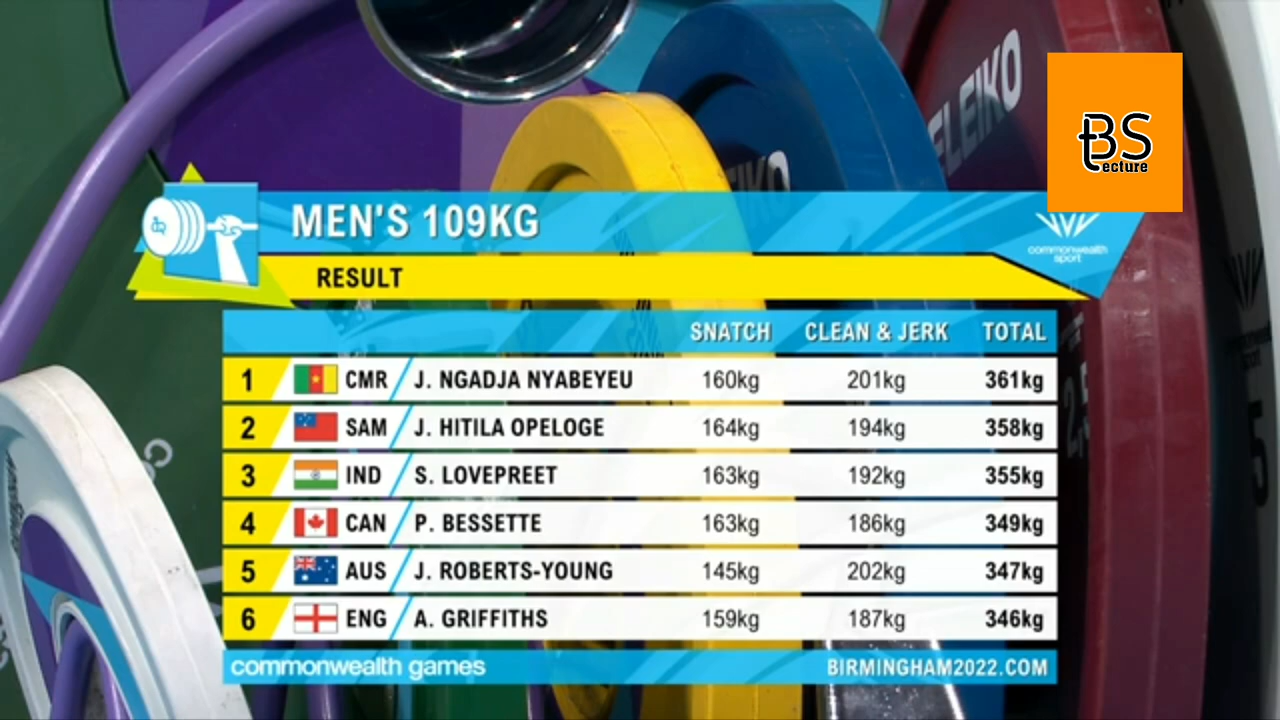 ELEIKO
BS
ecture
MEN'S 109KG
commonwealth
sport
RESULT
SNATCH CLEAN & JERK TOTAL
1 CMR J. NGADJA NYABEYEU 160kg 201kg 361kg
2 SAM J. HITILA OPELOGE 164kg 194kg 358kg
3 IND S. LOVEPREET 163kg 192kg 355kg
4 CAN P. BESSETTE 163kg 186kg 349kg
5 AUS J. ROBERTS-YOUNG 145kg 202kg 347kg
6 ENG A. GRIFFITHS 159kg 187kg 346kg
commonwealth games BIRMINGHAM2022.COM